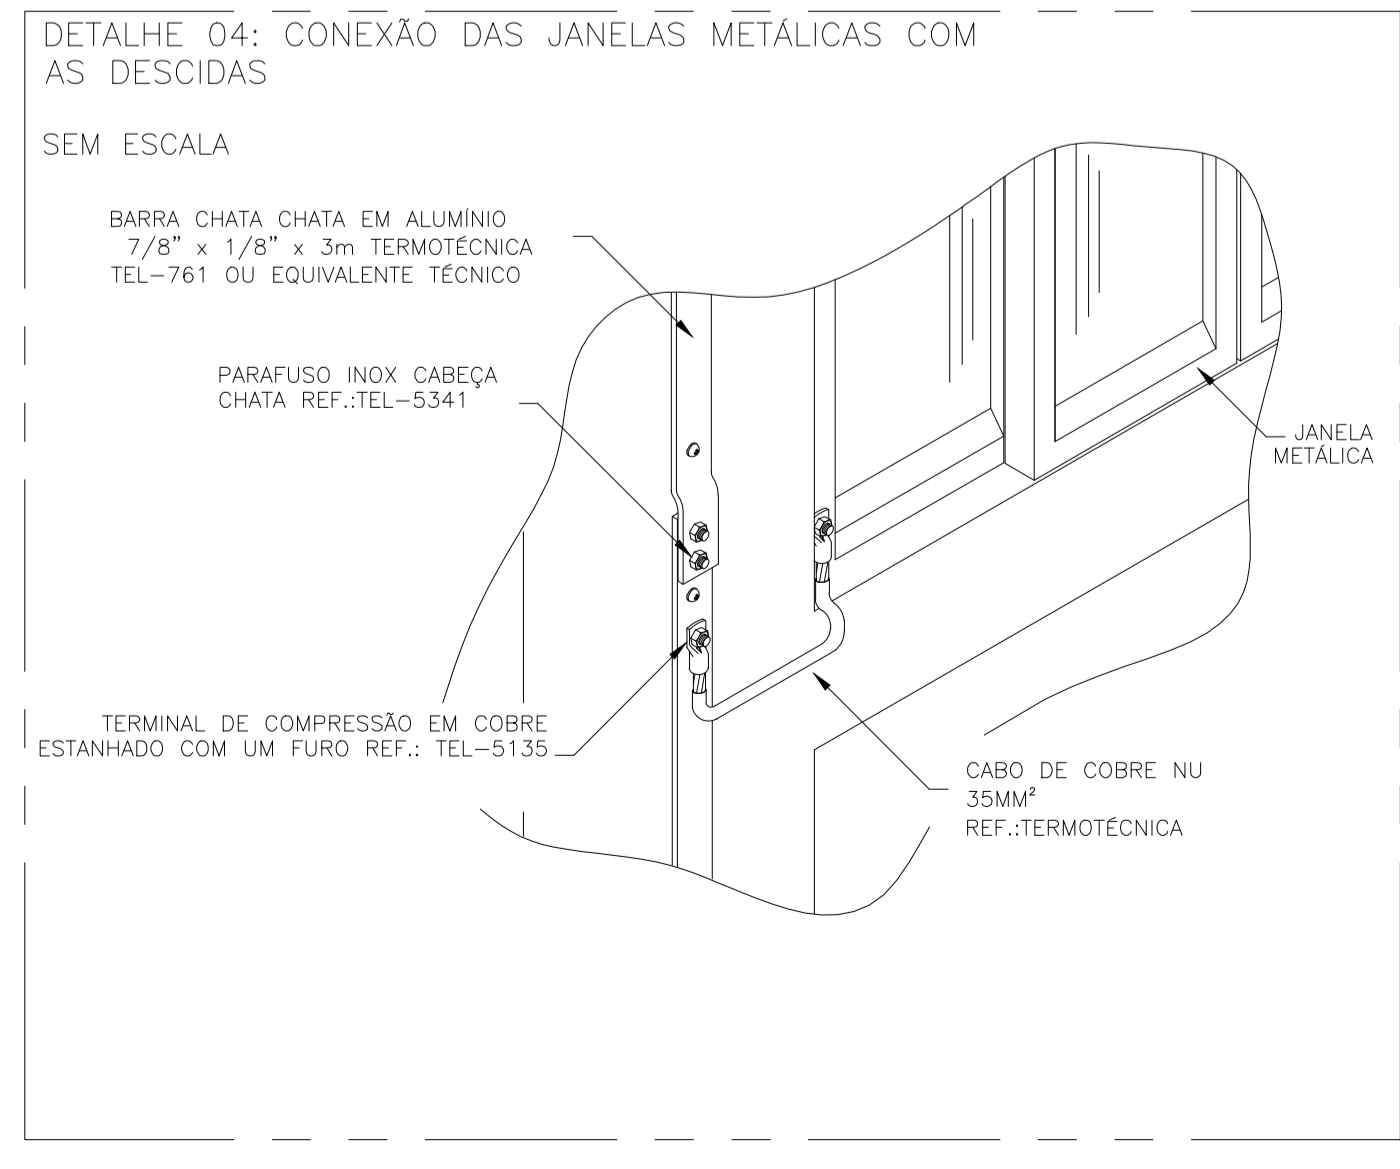 DETALHE 04: CONEXÃO DAS JANELAS METÁLICAS COM
AS DESCIDAS
SEM ESCALA
BARRA CHATA CHATA EM ALUMÍNIO
7/8" x 1/8" x 3m TERMOTÉCNICA
TEL-761 OU EQUIVALENTE TÉCNICO
PARAFUSO INOX CABEÇA
CHATA REF.:TEL-5341
JANELA
METÁLICA
TERMINAL DE COMPRESSÃO EM COBRE
ESTANHADO COM UM FURO REF.: TEL-5135
CABO DE COBRE NU
35MM²
REF.:TERMOTÉCNICA